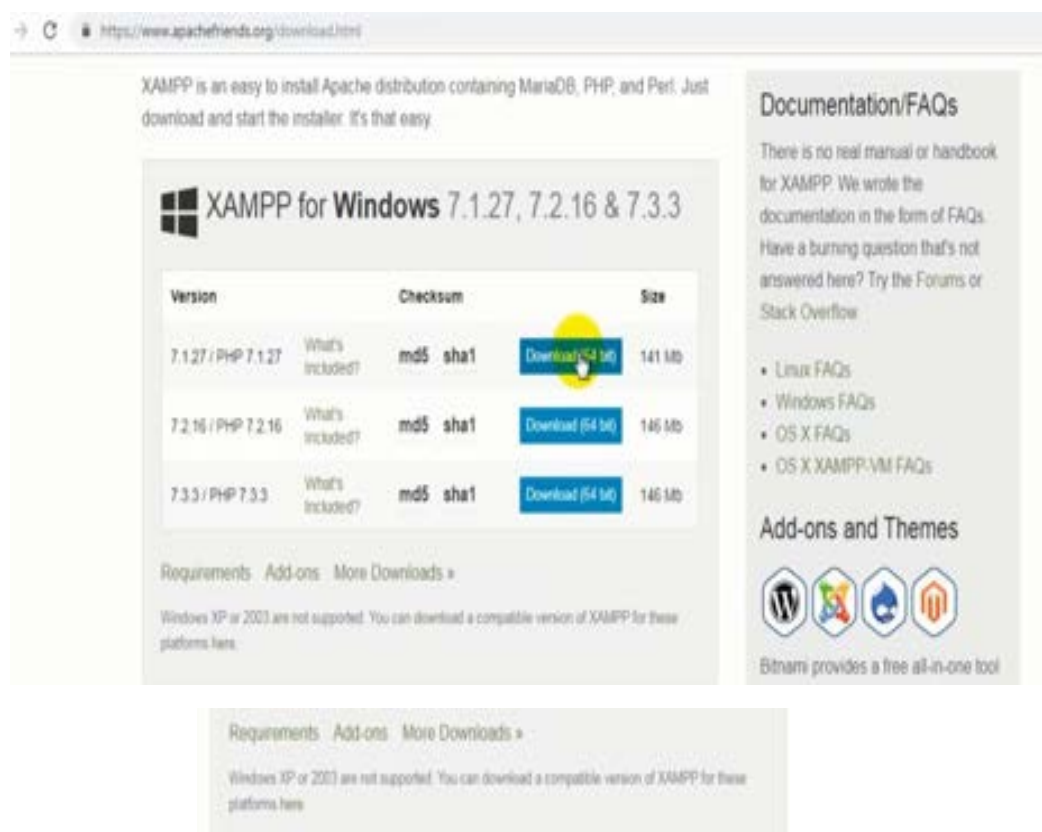 https://www.apachefriends.org/download.html
XAMPP is an easy to install Apache distribution containing MariaDB, PHP, and Perl. Just
download and start the installer. It's that easy.
XAMPP for Windows 7.1.27, 7.2.16 & 7.3.3
Version Checksum Size
7.1.27 / PHP 7.1.27 What's Included? md5 sha1 Download (64 bit) 141 Mb
7.2.16 / PHP 7.2.16 What's Included? md5 sha1 Download (64 bit) 146 Mb
7.3.3 / PHP 7.3.3 What's Included? md5 sha1 Download (64 bit) 146 Mb
Requirements Add-ons More Downloads »
Windows XP or 2003 are not supported. You can download a compatible version of XAMPP for these
platforms here.
Documentation/FAQs
There is no real manual or handbook
for XAMPP. We wrote the
documentation in the form of FAQs.
Have a burning question that's not
answered here? Try the Forums or
Stack Overflow
• Linux FAQs
• Windows FAQs
• OS X FAQs
• OS X XAMPP-VM FAQs
Add-ons and Themes
Bitnami provides a free all-in-one tool
Requirements Add-ons More Downloads »
Windows XP or 2003 are not supported. You can download a compatible version of XAMPP for these
platforms here